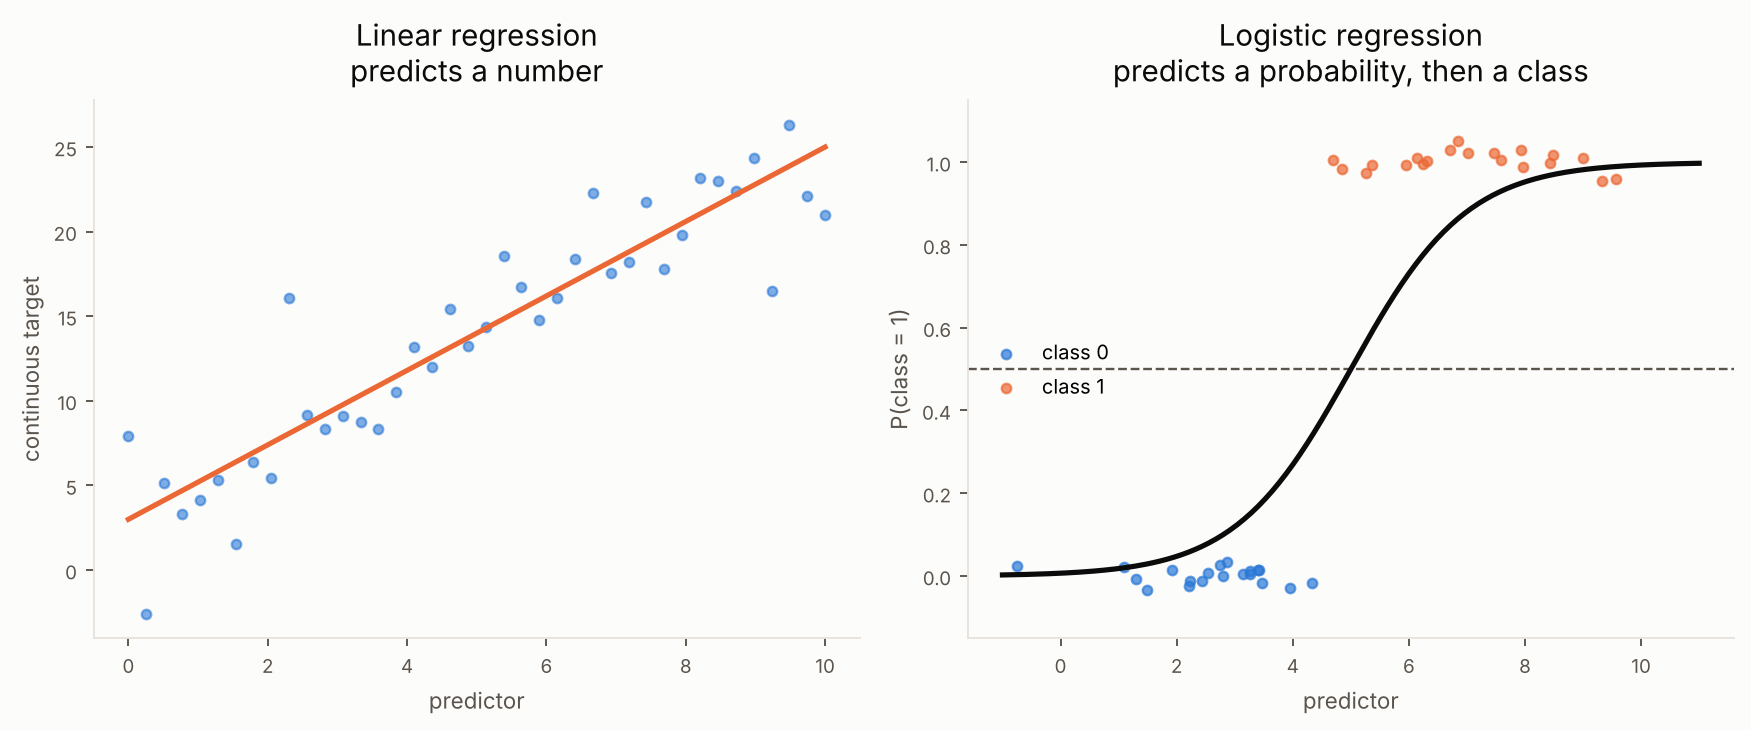 Linear regression
predicts a number
continuous target
25
20
15
10
5
0
0 2 4 6 8 10
predictor
Logistic regression
predicts a probability, then a class
P(class = 1)
1.0
0.8
0.6
0.4
0.2
0.0
class 0
class 1
0 2 4 6 8 10
predictor